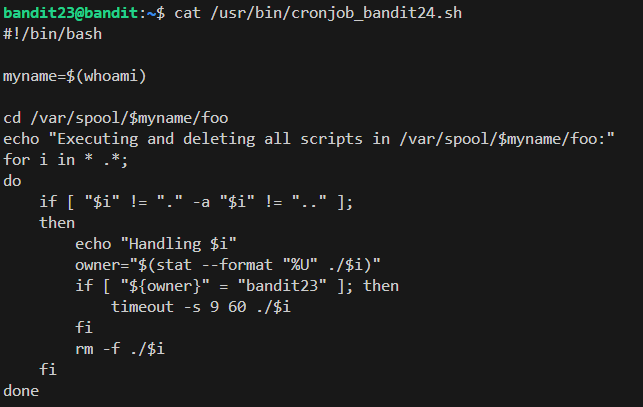 bandit23@bandit:~$ cat /usr/bin/cronjob_bandit24.sh
#!/bin/bash

myname=$(whoami)

cd /var/spool/$myname/foo
echo "Executing and deleting all scripts in /var/spool/$myname/foo:"
for i in * .*;
do
    if [ "$i" != "." -a "$i" != ".." ];
    then
        echo "Handling $i"
        owner="$(stat --format "%U" ./$i)"
        if [ "${owner}" = "bandit23" ]; then
            timeout -s 9 60 ./$i
        fi
        rm -f ./$i
    fi
done